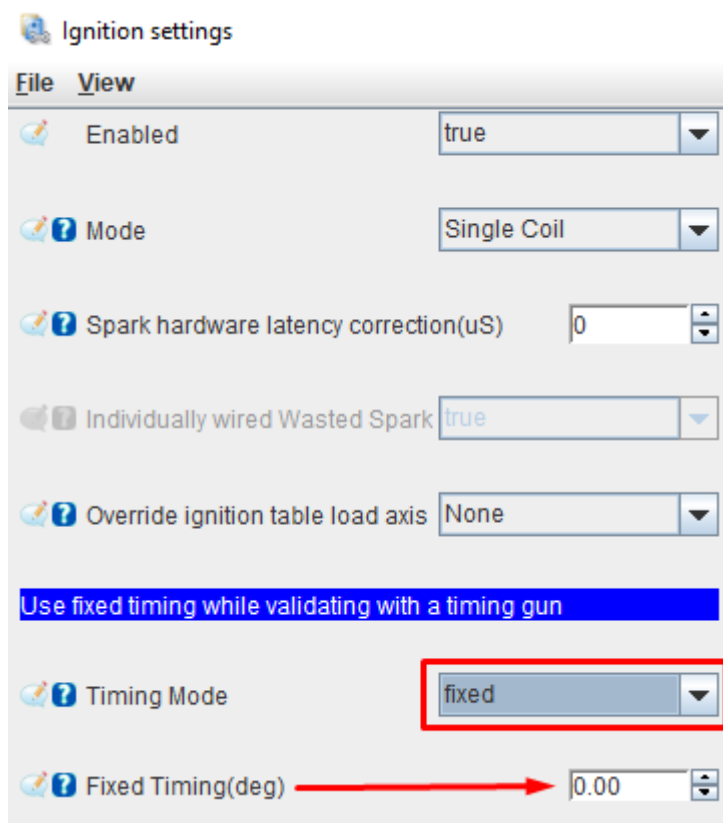 Ignition settings
File View
Enabled true
? Mode Single Coil
? Spark hardware latency correction(uS) 0
? Individually wired Wasted Spark true
? Override ignition table load axis None
Use fixed timing while validating with a timing gun
? Timing Mode fixed
? Fixed Timing(deg) 0.00